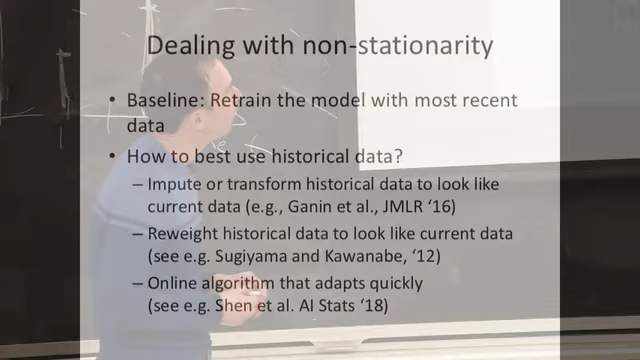 Dealing with non-stationarity
• Baseline: Retrain the model with most recent
data
• How to best use historical data?
– Impute or transform historical data to look like
current data (e.g., Ganin et al., JMLR ‘16)
– Reweight historical data to look like current data
(see e.g. Sugiyama and Kawanabe, ‘12)
– Online algorithm that adapts quickly
(see e.g. Shen et al. AI Stats ‘18)